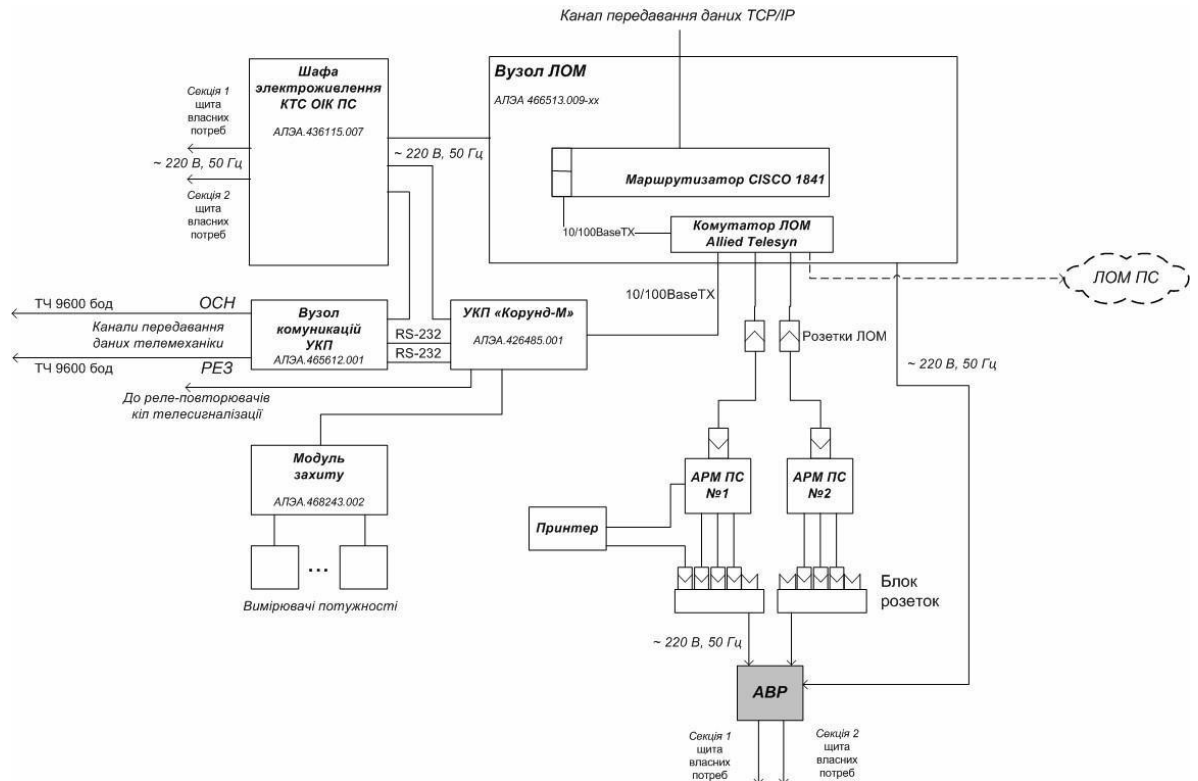 Канал передавання даних TCP/IP
Шафа
электроживлення
КТС ОІК ПС
АЛЭА.436115.007
Секція 1
щита
власних
потреб
~ 220 В, 50 Гц
Секція 2
щита
власних
потреб
~ 220 В, 50 Гц
Вузол ЛОМ
АЛЭА 466513.009-хх
Маршрутизатор CISCO 1841
10/100BaseTX
Комутатор ЛОМ
Allied Telesyn
ЛОМ ПС
10/100BaseTX
ТЧ 9600 бод
ОСН
Канали передавання
даних телемеханіки
ТЧ 9600 бод
РЕЗ
Вузол
комуникацій
УКП
АЛЭА.465612.001
RS-232
RS-232
УКП «Корунд-М»
АЛЭА.426485.001
Розетки ЛОМ
~ 220 В, 50 Гц
До реле-повторювачів
кіл телесигналізації
Модуль
захиту
АЛЭА.468243.002
...
Вимірювачі потужності
АРМ ПС
№1
АРМ ПС
№2
Принтер
Блок
розеток
~ 220 В, 50 Гц
АВР
Секція 1
щита
власних
потреб
Секція 2
щита
власних
потреб